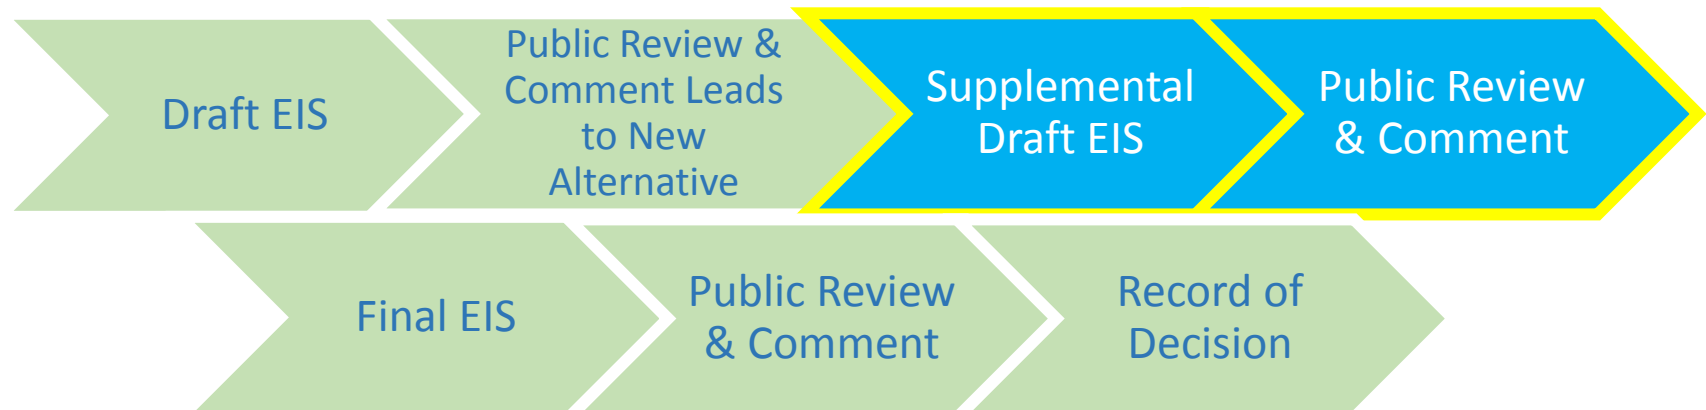 Draft EIS
Public Review &
Comment Leads
to New
Alternative
Supplemental
Draft EIS
Public Review
& Comment
Final EIS
Public Review
& Comment
Record of
Decision